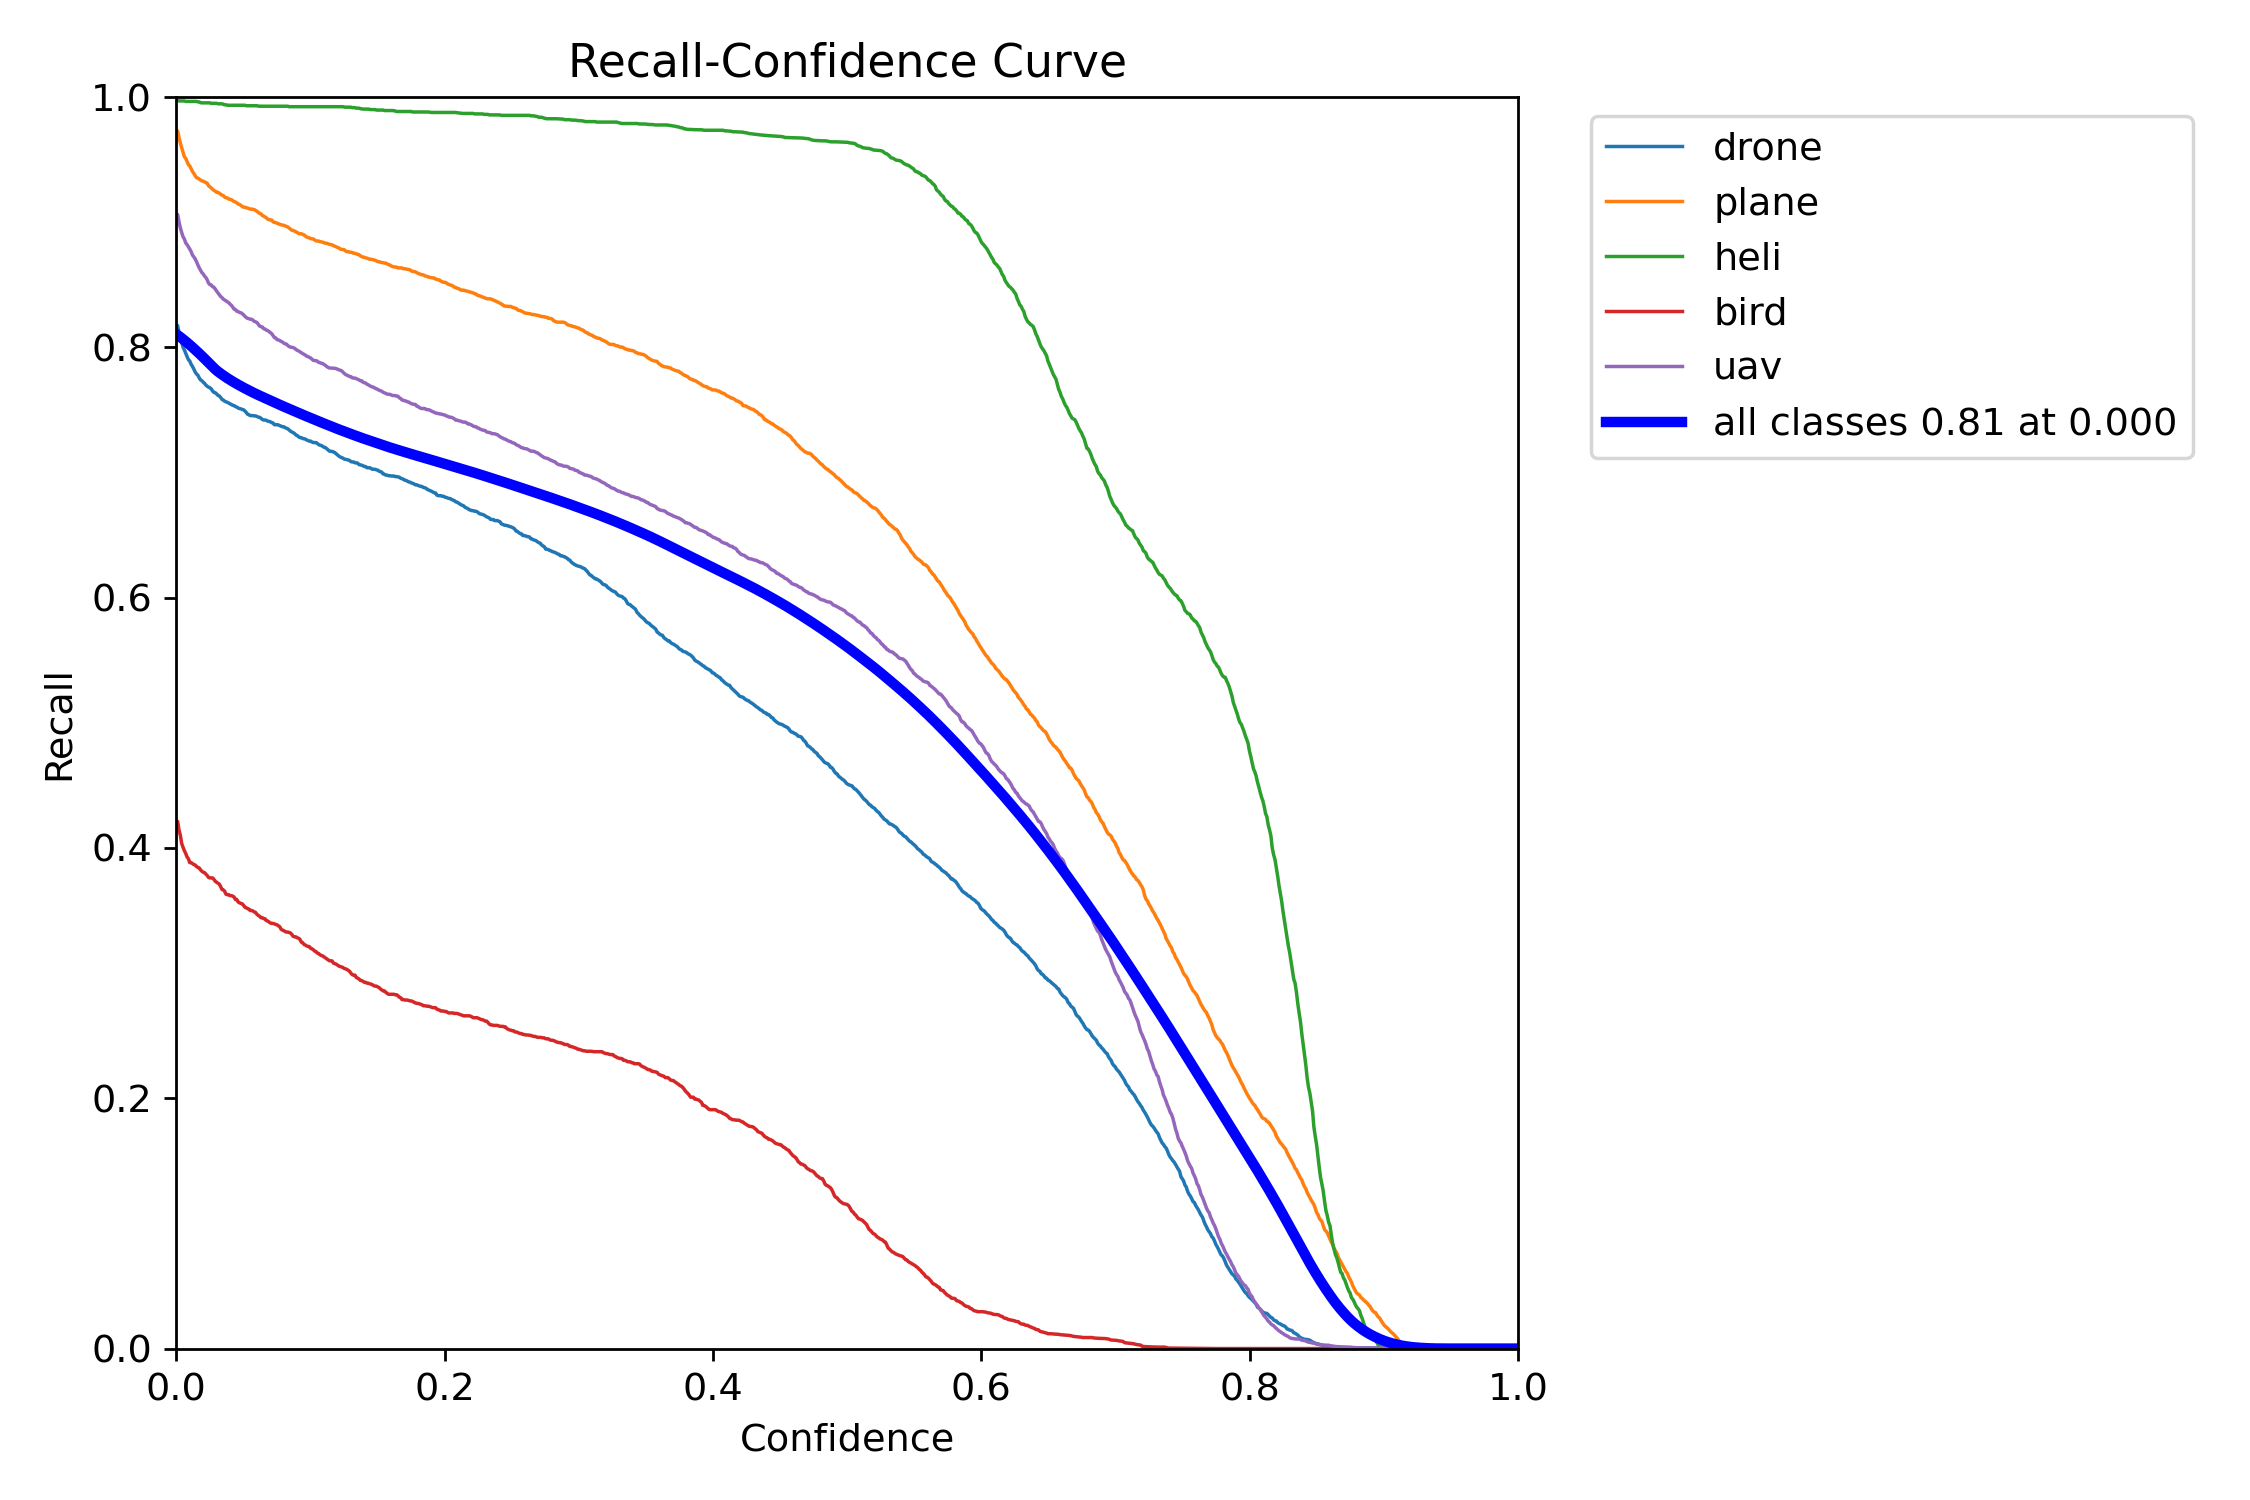 Recall-Confidence Curve
1.0
0.8
0.6
0.4
0.2
0.0
Recall
0.0 0.2 0.4 0.6 0.8 1.0
Confidence
drone
plane
heli
bird
uav
all classes 0.81 at 0.000